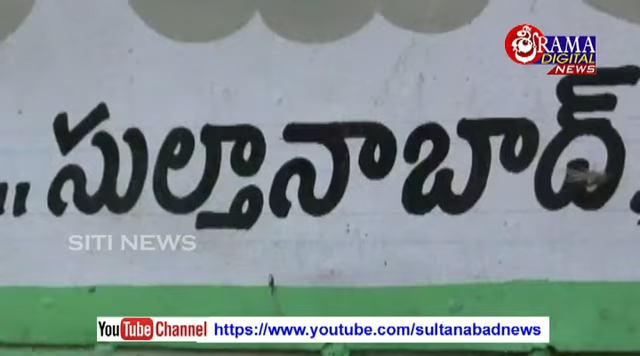 శ్రీRAMA
DIGITAL
NEWS
..సుల్తానాబాద్,
SITI NEWS
YouTube Channel https://www.youtube.com/sultanabadnews